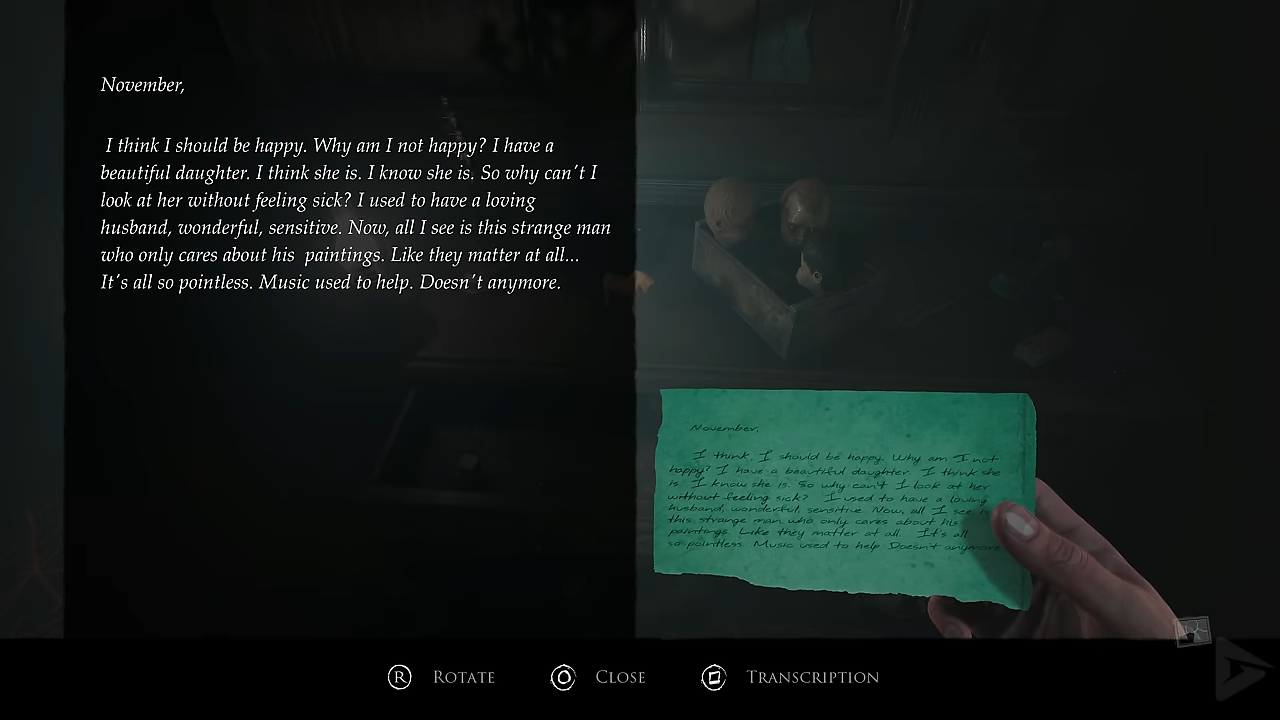 November,
I think I should be happy. Why am I not happy? I have a
beautiful daughter. I think she is. I know she is. So why can't I
look at her without feeling sick? I used to have a loving
husband, wonderful, sensitive. Now, all I see is this strange man
who only cares about his  paintings. Like they matter at all...
It's all so pointless. Music used to help. Doesn't anymore.
November,
I think I should be happy. Why am I not
happy? I have a beautiful daughter I think she
is. I know she is. So why can't I look at her
without feeling sick? I used to have a loving
husband, wonderful, sensitive Now, all I see is
this strange man who only cares about his
paintings. Like they matter at all. It's all
so pointless. Music used to help Doesn't anymore
R ROTATE
CLOSE
TRANSCRIPTION